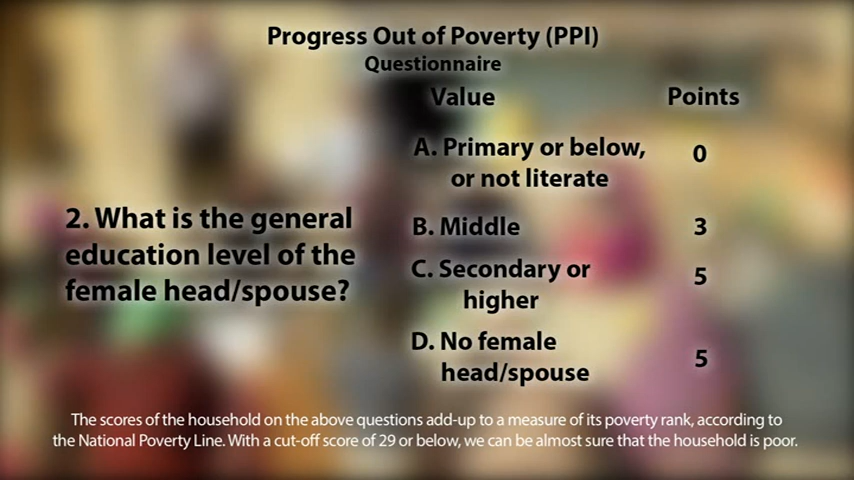 Progress Out of Poverty (PPI)
Questionnaire
Value Points
A. Primary or below, 0
or not literate
2. What is the general
education level of the
female head/spouse?
B. Middle 3
C. Secondary or 5
higher
D. No female
head/spouse 5
The scores of the household on the above questions add-up to a measure of its poverty rank, according to
the National Poverty Line. With a cut-off score of 29 or below, we can be almost sure that the household is poor.